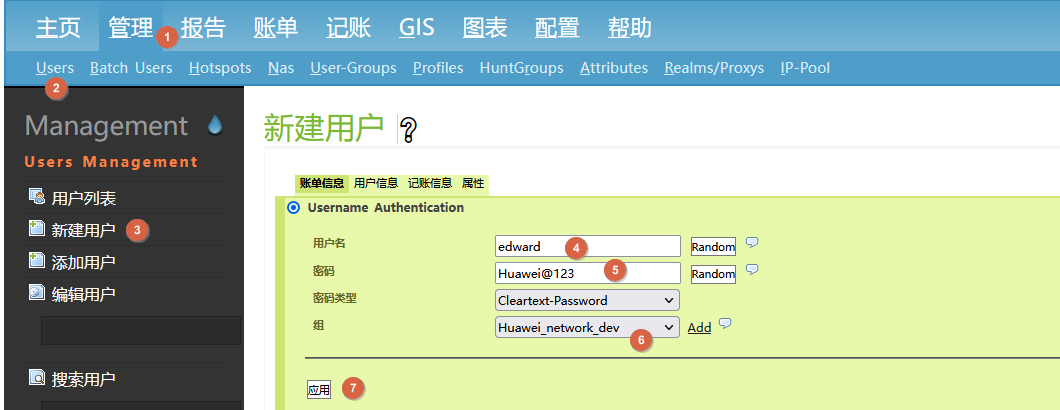 主页 管理 报告 账单 记账 GIS 图表 配置 帮助
1
Users Batch Users Hotspots Nas User-Groups Profiles HuntGroups Attributes Realms/Proxys IP-Pool
2
Management
Users Management
用户列表
新建用户 3
添加用户
编辑用户
搜索用户
新建用户 ?
账单信息 用户信息 记账信息 属性
Username Authentication
用户名 edward 4 Random
密码 Huawei@123 5 Random
密码类型 Cleartext-Password
组 Huawei_network_dev Add
6
应用 7